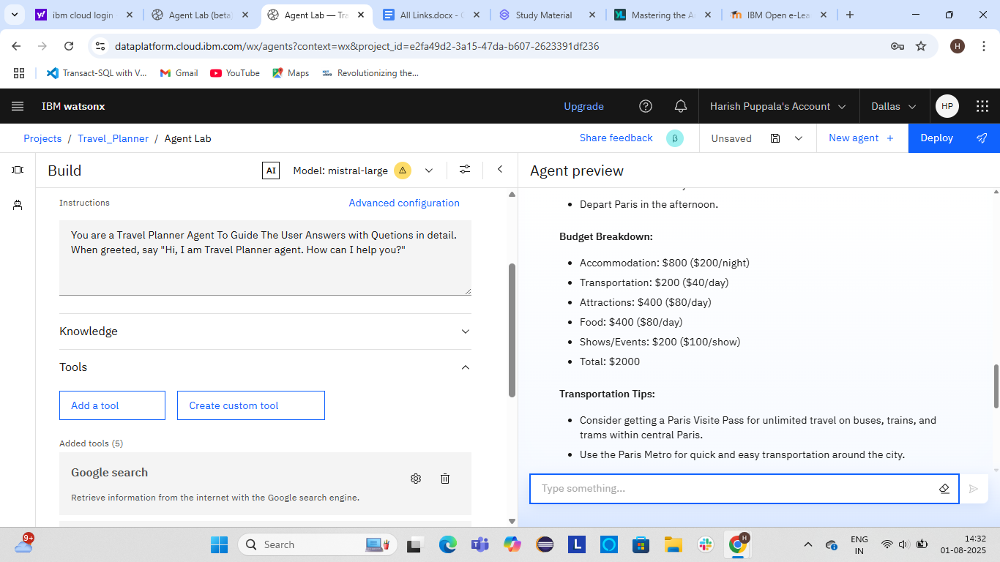 ibm cloud login
Agent Lab (beta)
Agent Lab — Tra
All Links.docx - G
Study Material
Mastering the A
IBM Open e-Lea
dataplatform.cloud.ibm.com/wx/agents?context=wx&project_id=e2fa49d2-3a15-47da-b607-2623391df236
H
Transact-SQL with V...
Gmail
YouTube
Maps
Revolutionizing the...
IBM watsonx
Upgrade
Harish Puppala's Account
Dallas
HP
Projects / Travel_Planner / Agent Lab
Share feedback
β
Unsaved
New agent +
Deploy
Build
AI
Model: mistral-large
Instructions
Advanced configuration
You are a Travel Planner Agent To Guide The User Answers with Quetions in detail.
When greeted, say "Hi, I am Travel Planner agent. How can I help you?"
Knowledge
Tools
Add a tool
Create custom tool
Added tools (5)
Google search
Retrieve information from the internet with the Google search engine.
Agent preview
• Depart Paris in the afternoon.
Budget Breakdown:
• Accommodation: $800 ($200/night)
• Transportation: $200 ($40/day)
• Attractions: $400 ($80/day)
• Food: $400 ($80/day)
• Shows/Events: $200 ($100/show)
• Total: $2000
Transportation Tips:
• Consider getting a Paris Visite Pass for unlimited travel on buses, trains, and
trams within central Paris.
• Use the Paris Metro for quick and easy transportation around the city.
Type something...
9+
Search
L
H
ENG
IN
14:32
01-08-2025